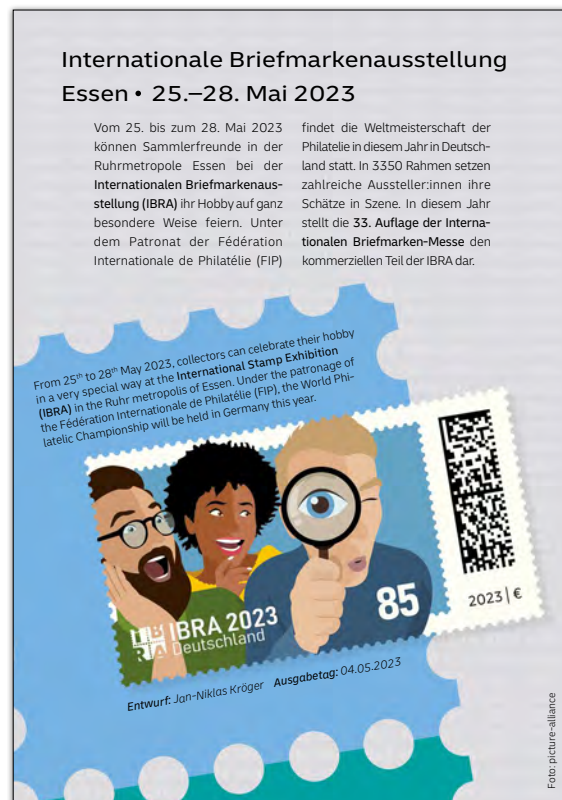 Internationale Briefmarkenausstellung
Essen • 25.–28. Mai 2023
Vom 25. bis zum 28. Mai 2023
können Sammlerfreunde in der
Ruhrmetropole Essen bei der
Internationalen Briefmarkenaus-
stellung (IBRA) ihr Hobby auf ganz
besondere Weise feiern. Unter
dem Patronat der Fédération
Internationale de Philatélie (FIP)
findet die Weltmeisterschaft der
Philatelie in diesem Jahr in Deutsch-
land statt. In 3350 Rahmen setzen
zahlreiche Aussteller:innen ihre
Schätze in Szene. In diesem Jahr
stellt die 33. Auflage der Interna-
tionalen Briefmarken-Messe den
kommerziellen Teil der IBRA dar.
From 25th to 28th May 2023, collectors can celebrate their hobby
in a very special way at the International Stamp Exhibition
(IBRA) in the Ruhr metropolis of Essen. Under the patronage of
the Fédération Internationale de Philatélie (FIP), the World Phi-
latelic Championship will be held in Germany this year.
85
2023 | €
IBRA
IBRA 2023
Deutschland
Entwurf: Jan-Niklas Kröger Ausgabetag: 04.05.2023
Foto: picture-alliance